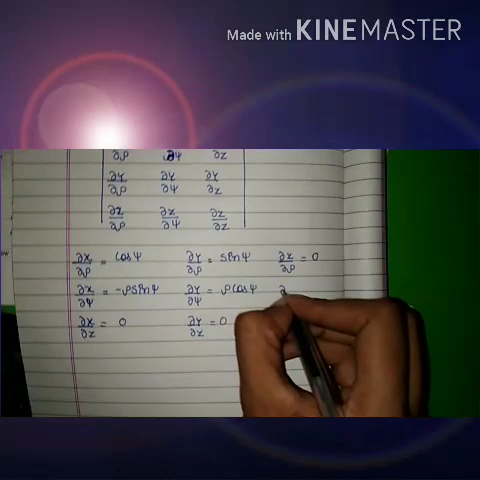 Made with KINEMASTER
∂ρ ∂ψ ∂z
∂Y/∂ρ ∂Y/∂ψ ∂Y/∂z
∂z/∂ρ ∂z/∂ψ ∂z/∂z
∂x/∂ρ = cosψ ∂Y/∂ρ = sinψ ∂z/∂ρ = 0
∂x/∂ψ = -ρsinψ ∂Y/∂ψ = ρcosψ ∂
∂x/∂z = 0 ∂Y/∂z = 0